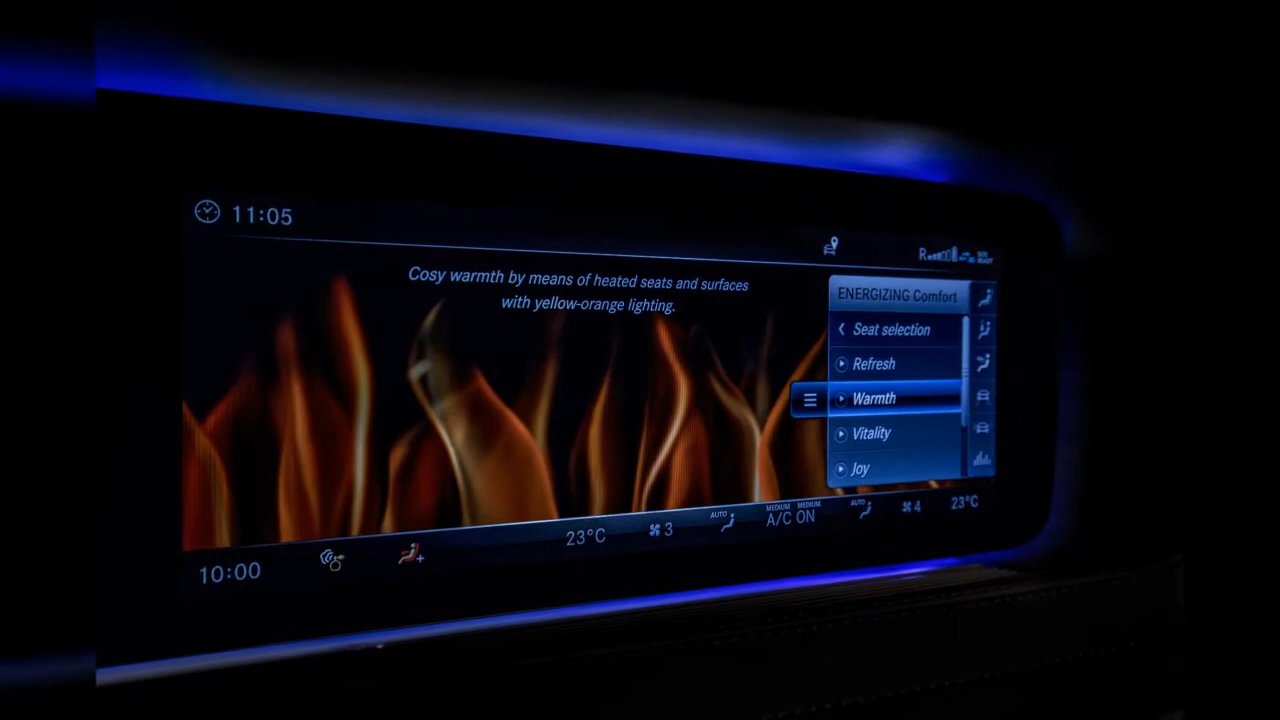 11:05
R
Cosy warmth by means of heated seats and surfaces
with yellow-orange lighting.
ENERGIZING Comfort
Seat selection
Refresh
Warmth
Vitality
Joy
10:00
23°C
3
AUTO
MEDIUM MEDIUM
A/C ON
AUTO
4
23°C